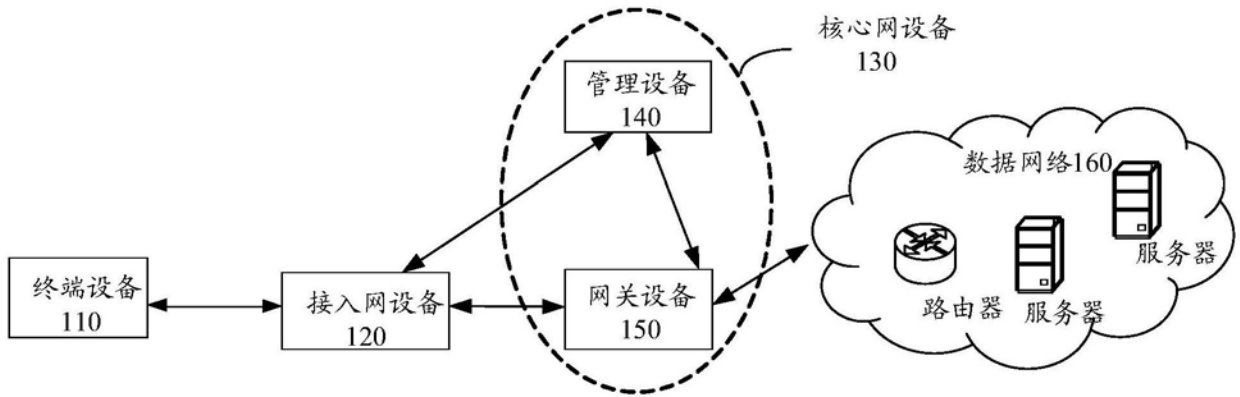 核心网设备
130
管理设备
140
数据网络160
服务器
终端设备
110
接入网设备
120
网关设备
150
路由器
服务器